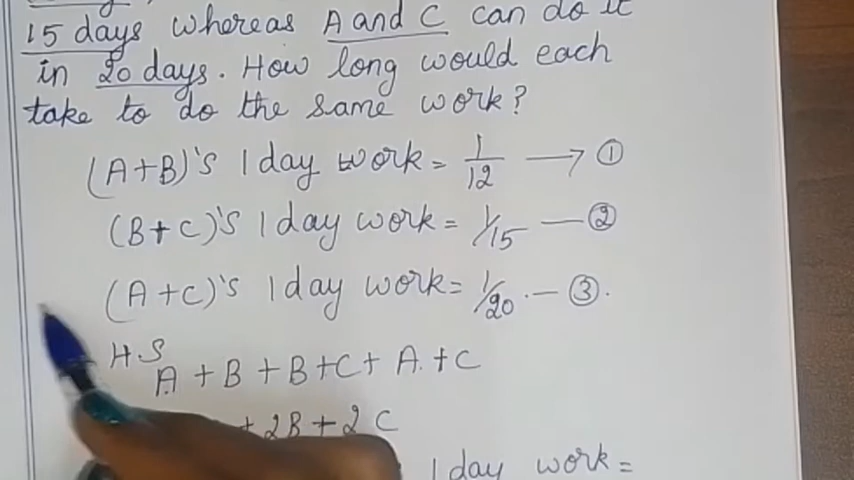 15 days whereas A and C can do it
in 20 days. How long would each
take to do the same work?
(A+B)'s 1 day work = 1/12 → ①
(B+C)'s 1 day work = 1/15 — ②
(A+C)'s 1 day work = 1/20 — ③.
H.S
A + B + B + C + A + C
+ 2B + 2C
1 day work =